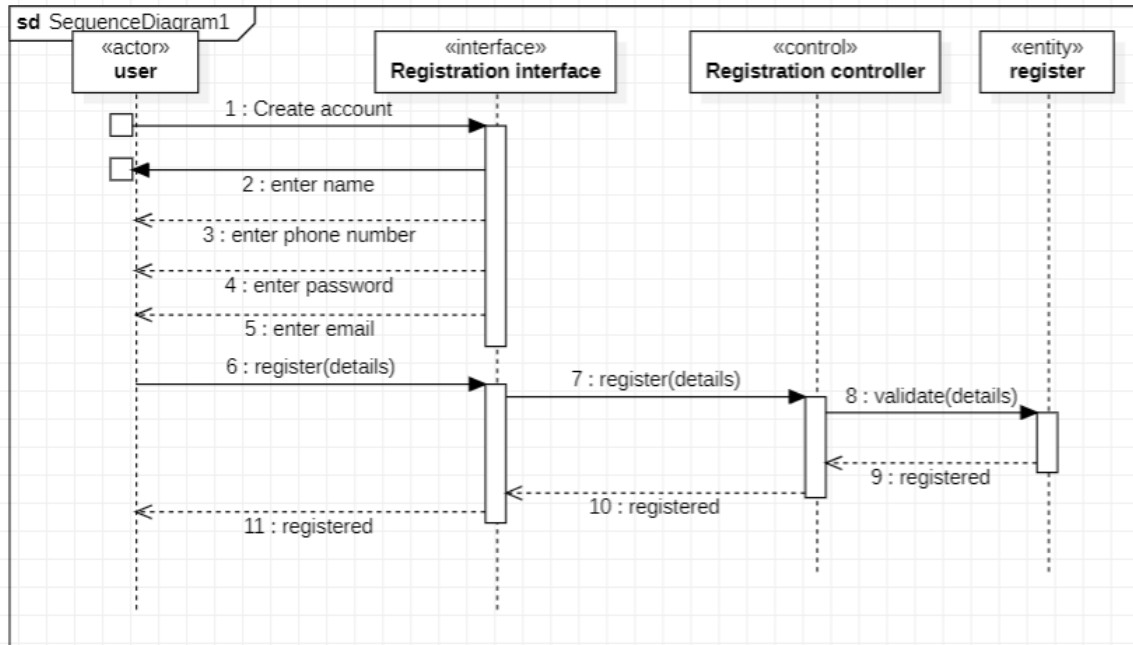 sd SequenceDiagram1
«actor»
user
«interface»
Registration interface
«control»
Registration controller
«entity»
register
1 : Create account
2 : enter name
3 : enter phone number
4 : enter password
5 : enter email
6 : register(details)
7 : register(details)
8 : validate(details)
9 : registered
10 : registered
11 : registered